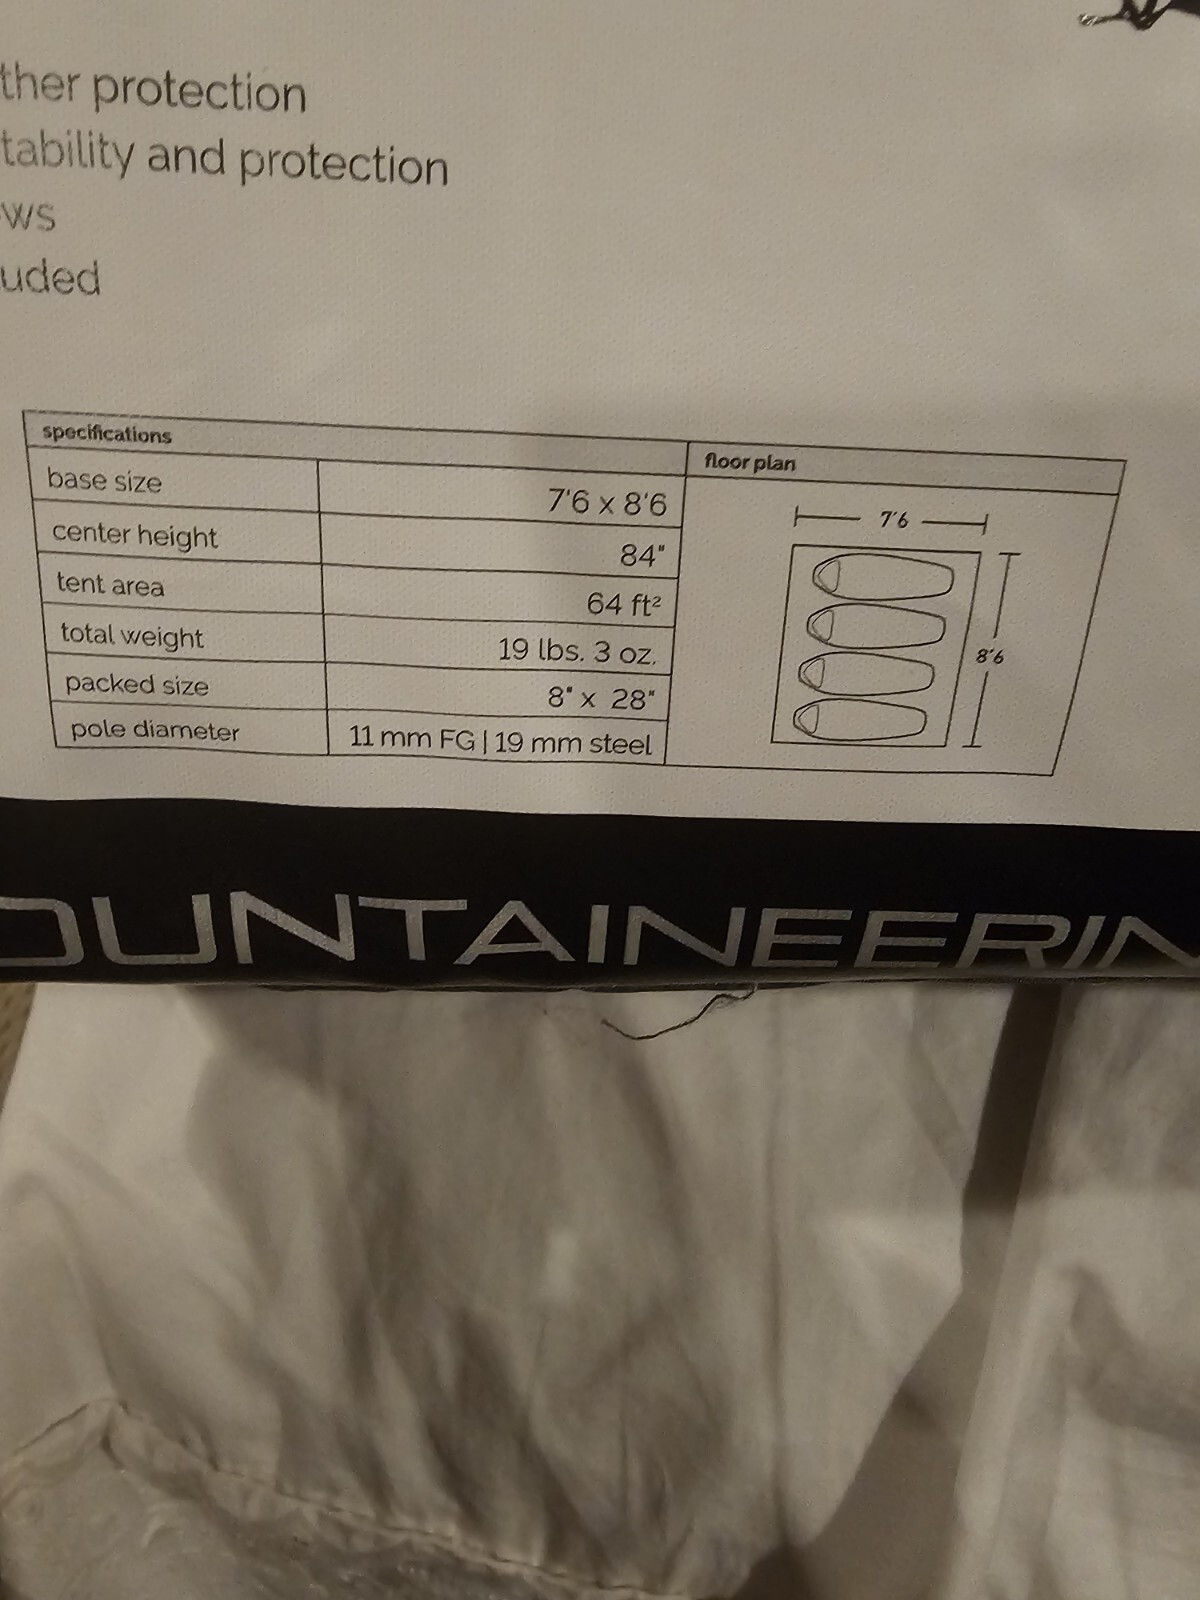 ther protection
tability and protection
ws
uded
specifications
floor plan
base size 7'6 x 8'6
center height 84"
tent area 64 ft²
total weight 19 lbs. 3 oz.
packed size 8" x 28"
pole diameter 11 mm FG | 19 mm steel
7'6
8'6
OUNTAINEERIN